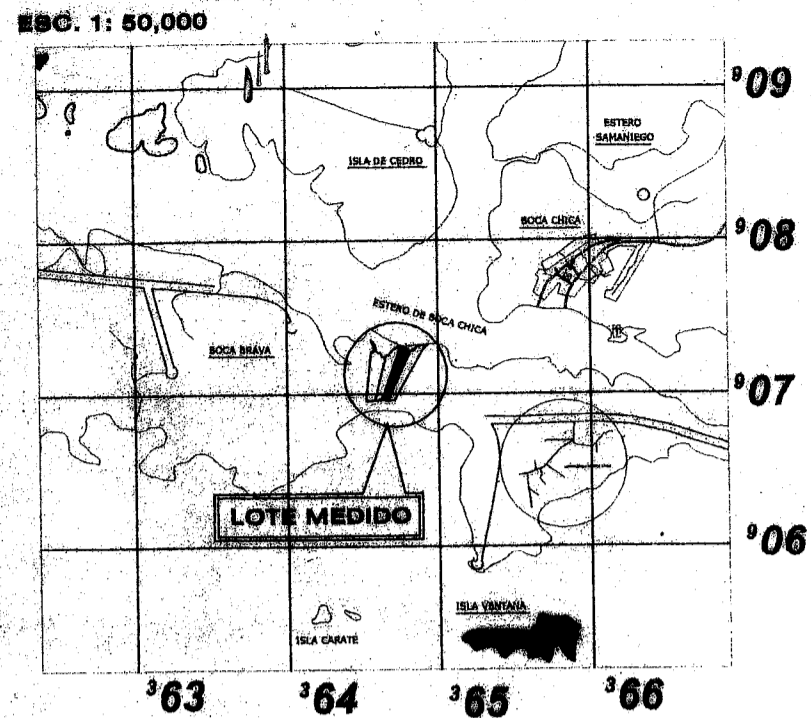 ESC. 1: 50,000
⁹09
ESTERO
SAMANIEGO
ISLA DE CEDRO
BOCA CHICA
⁹08
ESTERO DE BOCA CHICA
BOCA BRAVA
⁹07
LOTE MEDIDO
⁹06
ISLA VENTANA
ISLA CARATE
³63
³64
³65
³66